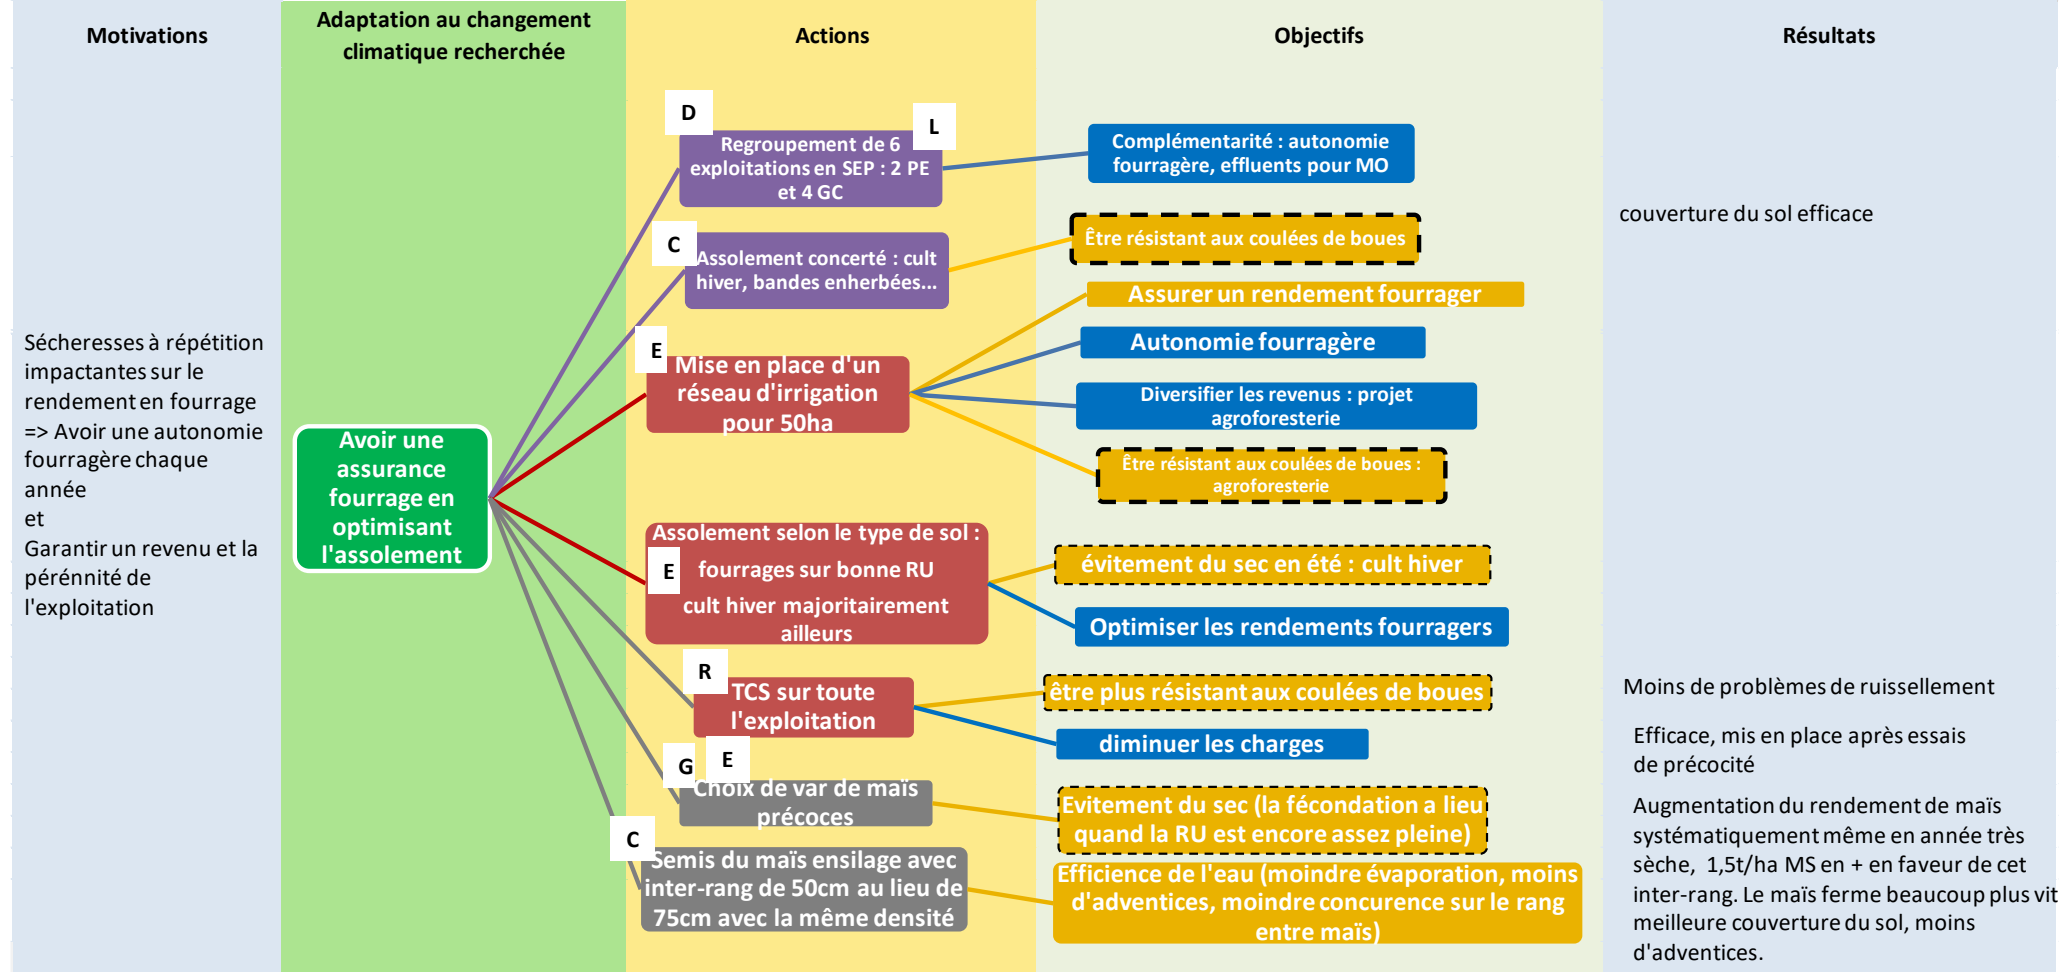 Motivations
Adaptation au changement
climatique recherchée
Actions
Objectifs
Résultats
Sécheresses à répétition
impactantes sur le
rendement en fourrage
=> Avoir une autonomie
fourragère chaque
année
et
Garantir un revenu et la
pérénnité de
l'exploitation
Avoir une
assurance
fourrage en
optimisant
l'assolement
D
L
Regroupement de 6
exploitations en SEP : 2 PE
et 4 GC
C
Assolement concerté : cult
hiver, bandes enherbées...
E
Mise en place d'un
réseau d'irrigation
pour 50ha
Assolement selon le type de sol :
E
fourrages sur bonne RU
cult hiver majoritairement
ailleurs
R
TCS sur toute
l'exploitation
G
E
Choix de var de maïs
précoces
C
Semis du maïs ensilage avec
inter-rang de 50cm au lieu de
75cm avec la même densité
Complémentarité : autonomie
fourragère, effluents pour MO
Être résistant aux coulées de boues
Assurer un rendement fourrager
Autonomie fourragère
Diversifier les revenus : projet
agroforesterie
Être résistant aux coulées de boues :
agroforesterie
évitement du sec en été : cult hiver
Optimiser les rendements fourragers
être plus résistant aux coulées de boues
diminuer les charges
Evitement du sec (la fécondation a lieu
quand la RU est encore assez pleine)
Efficience de l'eau (moindre évaporation, moins
d'adventices, moindre concurence sur le rang
entre maïs)
couverture du sol efficace
Moins de problèmes de ruissellement
Efficace, mis en place après essais
de précocité
Augmentation du rendement de maïs
systématiquement même en année très
sèche, 1,5t/ha MS en + en faveur de cet
inter-rang. Le maïs ferme beaucoup plus vit
meilleure couverture du sol, moins
d'adventices.